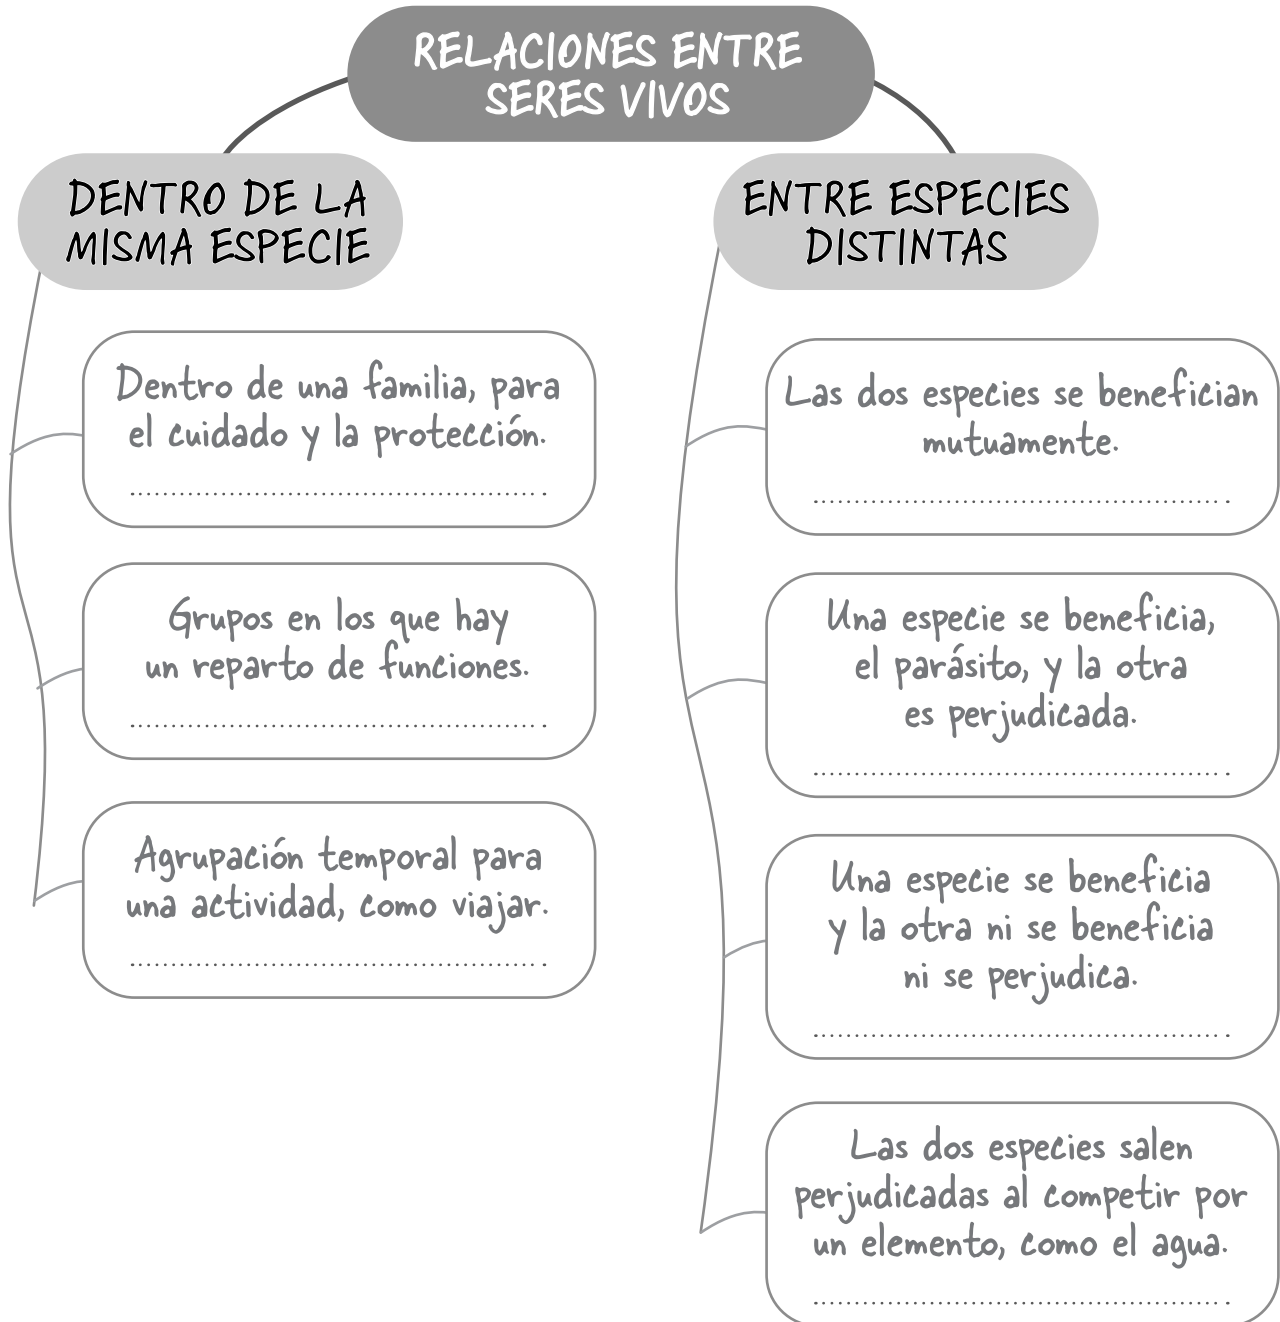 RELACIONES ENTRE
SERES VIVOS
DENTRO DE LA
MISMA ESPECIE
Dentro de una familia, para
el cuidado y la protección.
Grupos en los que hay
un reparto de funciones.
Agrupación temporal para
una actividad, como viajar.
ENTRE ESPECIES
DISTINTAS
Las dos especies se benefician
mutuamente.
Una especie se beneficia,
el parásito, y la otra
es perjudicada.
Una especie se beneficia
y la otra ni se beneficia
ni se perjudica.
Las dos especies salen
perjudicadas al competir por
un elemento, como el agua.